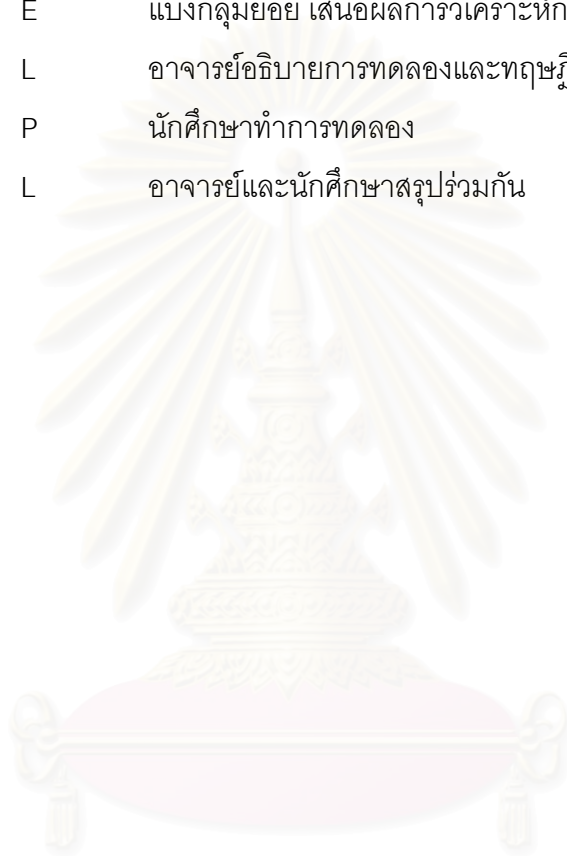 E แบ่งกลุ่มย่อย เสนอผลการวิเคราะห์
L อาจารย์อธิบายการทดลองและทฤษฎี
P นักศึกษาทำการทดลอง
L อาจารย์และนักศึกษาสรุปร่วมกัน